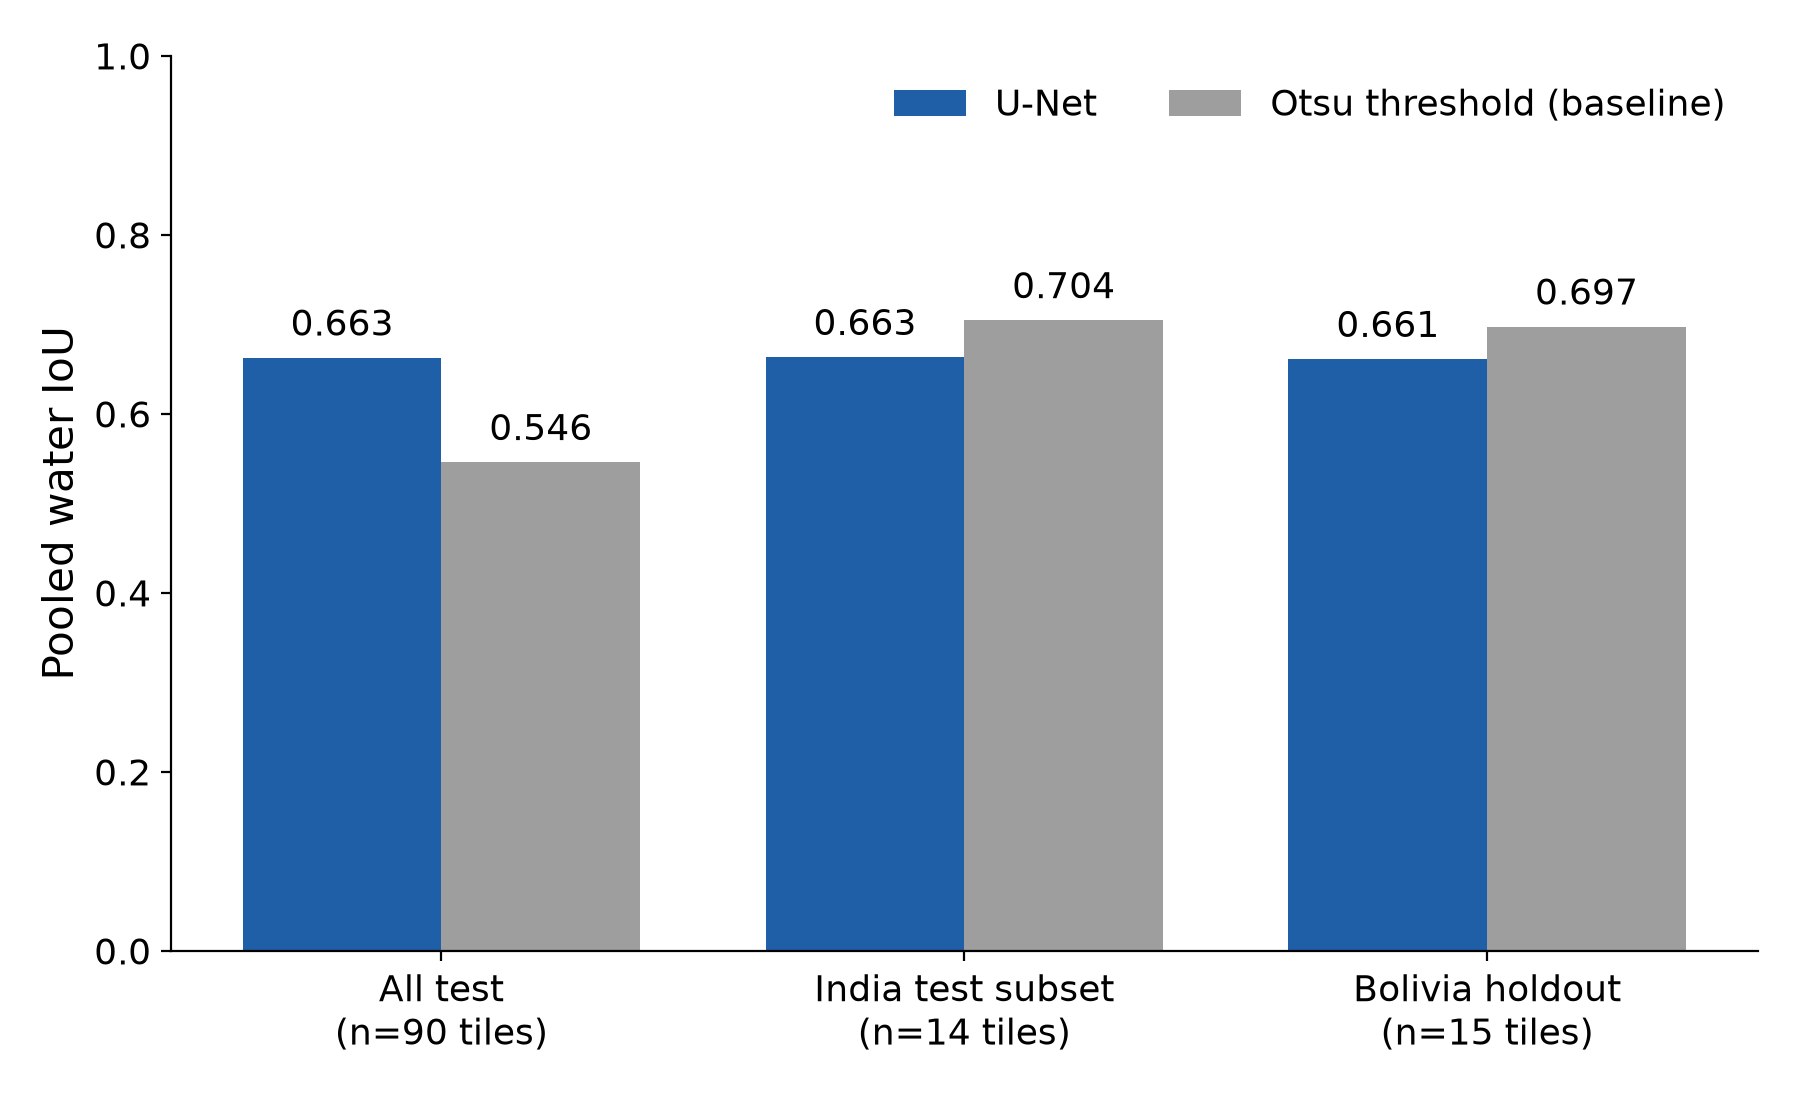 U-Net
Otsu threshold (baseline)
Pooled water IoU
1.0
0.8
0.6
0.4
0.2
0.0
0.663
0.546
0.663
0.704
0.661
0.697
All test
(n=90 tiles)
India test subset
(n=14 tiles)
Bolivia holdout
(n=15 tiles)